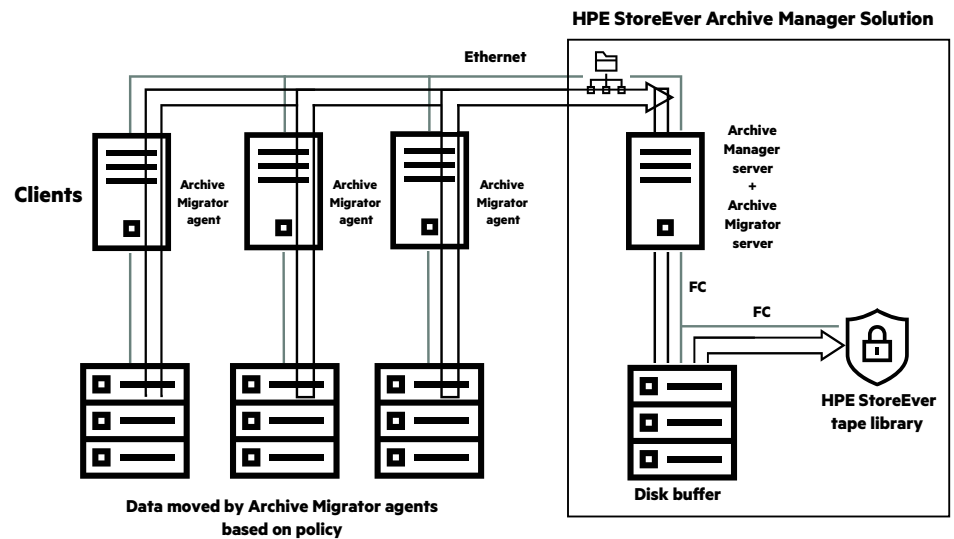 HPE StoreEver Archive Manager Solution
Ethernet
Clients
Archive
Migrator
agent
Archive
Migrator
agent
Archive
Migrator
agent
Archive
Manager
server
+
Archive
Migrator
server
FC
FC
HPE StoreEver
tape library
Disk buffer
Data moved by Archive Migrator agents
based on policy